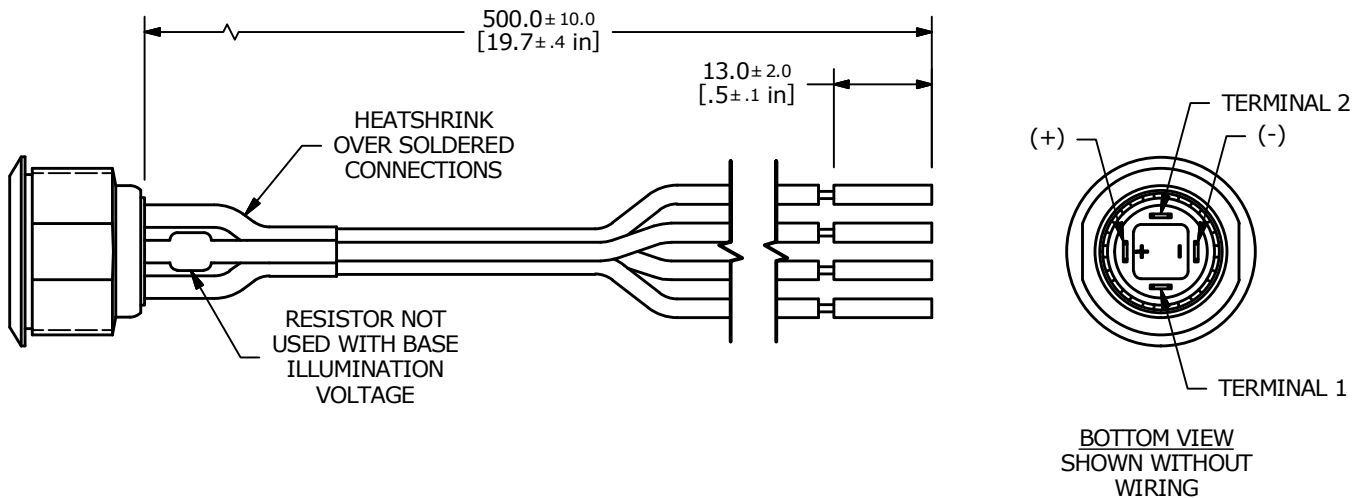 500.0±10.0
[19.7±.4 in]
13.0±2.0
[.5±.1 in]
HEATSHRINK
OVER SOLDERED
CONNECTIONS
RESISTOR NOT
USED WITH BASE
ILLUMINATION
VOLTAGE
TERMINAL 2
(+)
(-)
+
-
TERMINAL 1
BOTTOM VIEW
SHOWN WITHOUT
WIRING